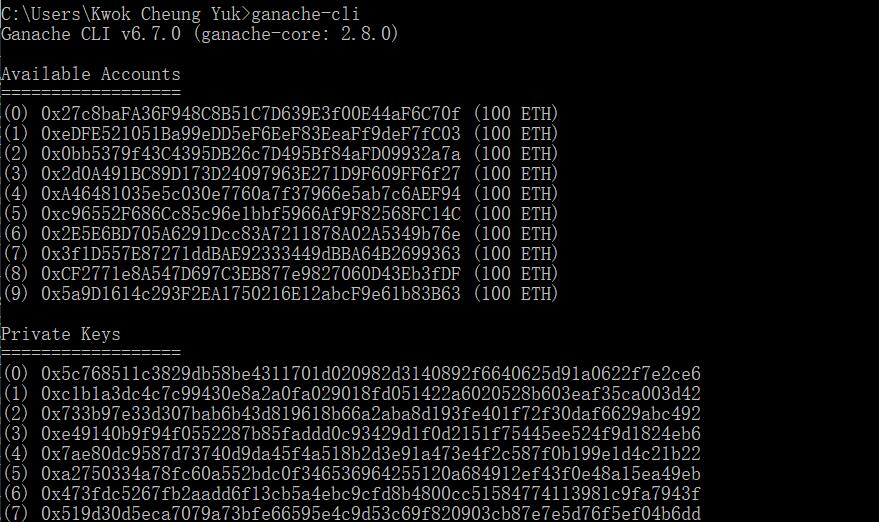 C:\Users\Kwok Cheung Yuk>ganache-cli
Ganache CLI v6.7.0 (ganache-core: 2.8.0)
Available Accounts
==================
(0) 0x27c8baFA36F948C8B51C7D639E3f00E44aF6C70f (100 ETH)
(1) 0xeDFE521051Ba99eDD5eF6EeF83EeaFf9deF7fC03 (100 ETH)
(2) 0x0bb5379f43C4395DB26c7D495Bf84aFD09932a7a (100 ETH)
(3) 0x2d0A491BC89D173D24097963E271D9F609FF6f27 (100 ETH)
(4) 0xA46481035e5c030e7760a7f37966e5ab7c6AEF94 (100 ETH)
(5) 0xc96552F686Cc85c96e1bbf5966Af9F82568FC14C (100 ETH)
(6) 0x2E5E6BD705A6291Dcc83A7211878A02A5349b76e (100 ETH)
(7) 0x3f1D557E87271ddBAE92333449dBBA64B2699363 (100 ETH)
(8) 0xCF2771e8A547D697C3EB877e9827060D43Eb3fDF (100 ETH)
(9) 0x5a9D1614c293F2EA1750216E12abcF9e61b83B63 (100 ETH)
Private Keys
==================
(0) 0x5c768511c3829db58be4311701d020982d3140892f6640625d91a0622f7e2ce6
(1) 0xc1b1a3dc4c7c99430e8a2a0fa029018fd051422a6020528b603eaf35ca003d42
(2) 0x733b97e33d307bab6b43d819618b66a2aba8d193fe401f72f30daf6629abc492
(3) 0xe49140b9f94f0552287b85faddd0c93429d1f0d2151f75445ee524f9d1824eb6
(4) 0x7ae80dc9587d73740d9da45f4a518b2d3e91a473e4f2c587f0b199e1d4c21b22
(5) 0xa2750334a78fc60a552bdc0f346536964255120a684912ef43f0e48a15ea49eb
(6) 0x473fdc5267fb2aadd6f13cb5a4ebc9cfd8b4800cc51584774113981c9fa7943f
(7) 0x519d30d5eca7079a73bfe66595e4c9d53c69f820903cb87e7e5d76f5ef04b6dd